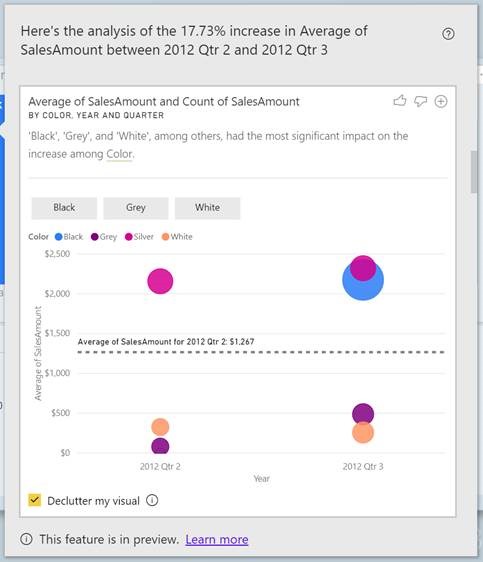 Here's the analysis of the 17.73% increase in Average of
SalesAmount between 2012 Qtr 2 and 2012 Qtr 3
Average of SalesAmount and Count of SalesAmount
BY COLOR, YEAR AND QUARTER
'Black', 'Grey', and 'White', among others, had the most significant impact on the
increase among Color.
Black Grey White
Color Black Grey Silver White
$2,500
$2,000
$1,500
Average of SalesAmount for 2012 Qtr 2: $1,267
$1,000
$500
$0
Average of SalesAmount
2012 Qtr 2 2012 Qtr 3
Year
Declutter my visual
This feature is in preview. Learn more